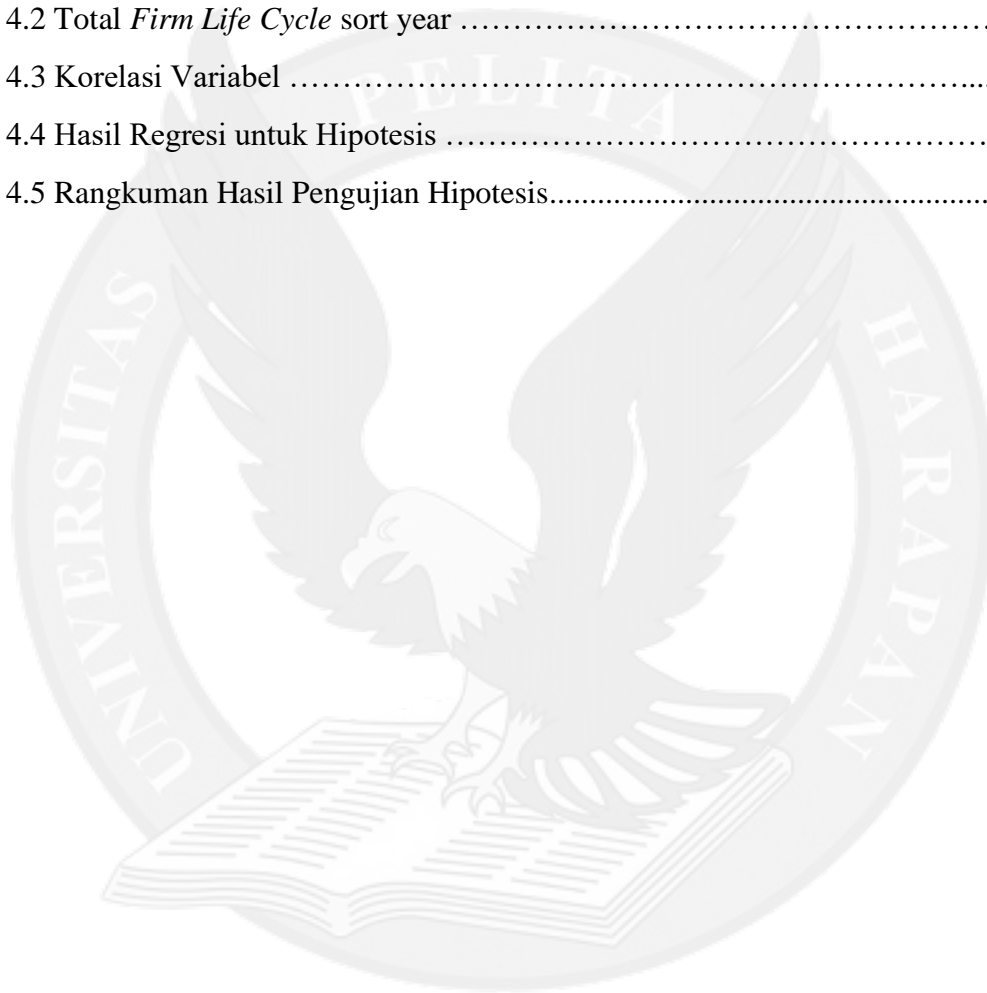 4.2 Total Firm Life Cycle sort year ………………………………………………
4.3 Korelasi Variabel ………………………………………………………...
4.4 Hasil Regresi untuk Hipotesis ………………………………………………
4.5 Rangkuman Hasil Pengujian Hipotesis..............................................................
UNIVERSITAS PELITA HARAPAN